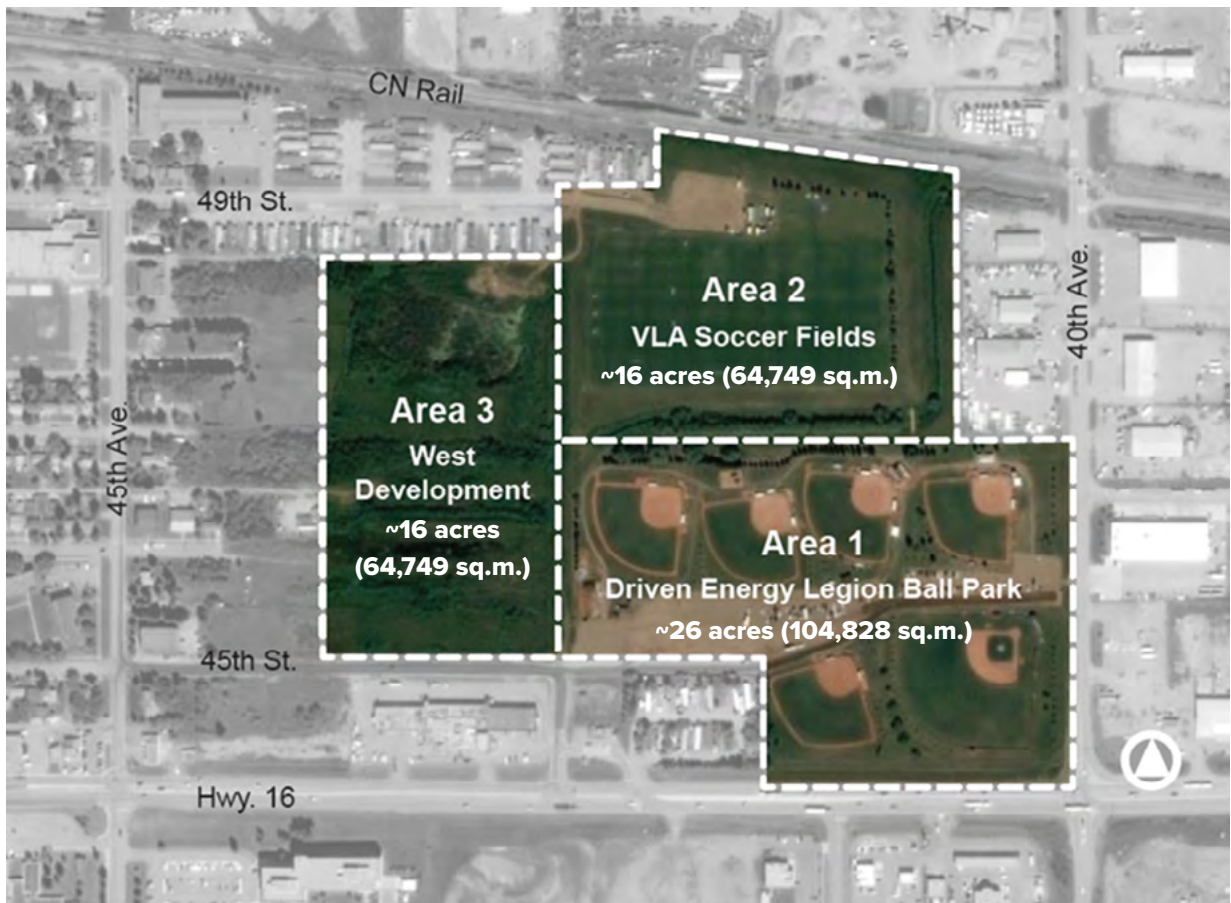 CN Rail
49th St.
Area 2
VLA Soccer Fields
~16 acres (64,749 sq.m.)
40th Ave.
Area 3
West
Development
~16 acres
(64,749 sq.m.)
45th Ave.
Area 1
Driven Energy Legion Ball Park
~26 acres (104,828 sq.m.)
45th St.
Hwy. 16